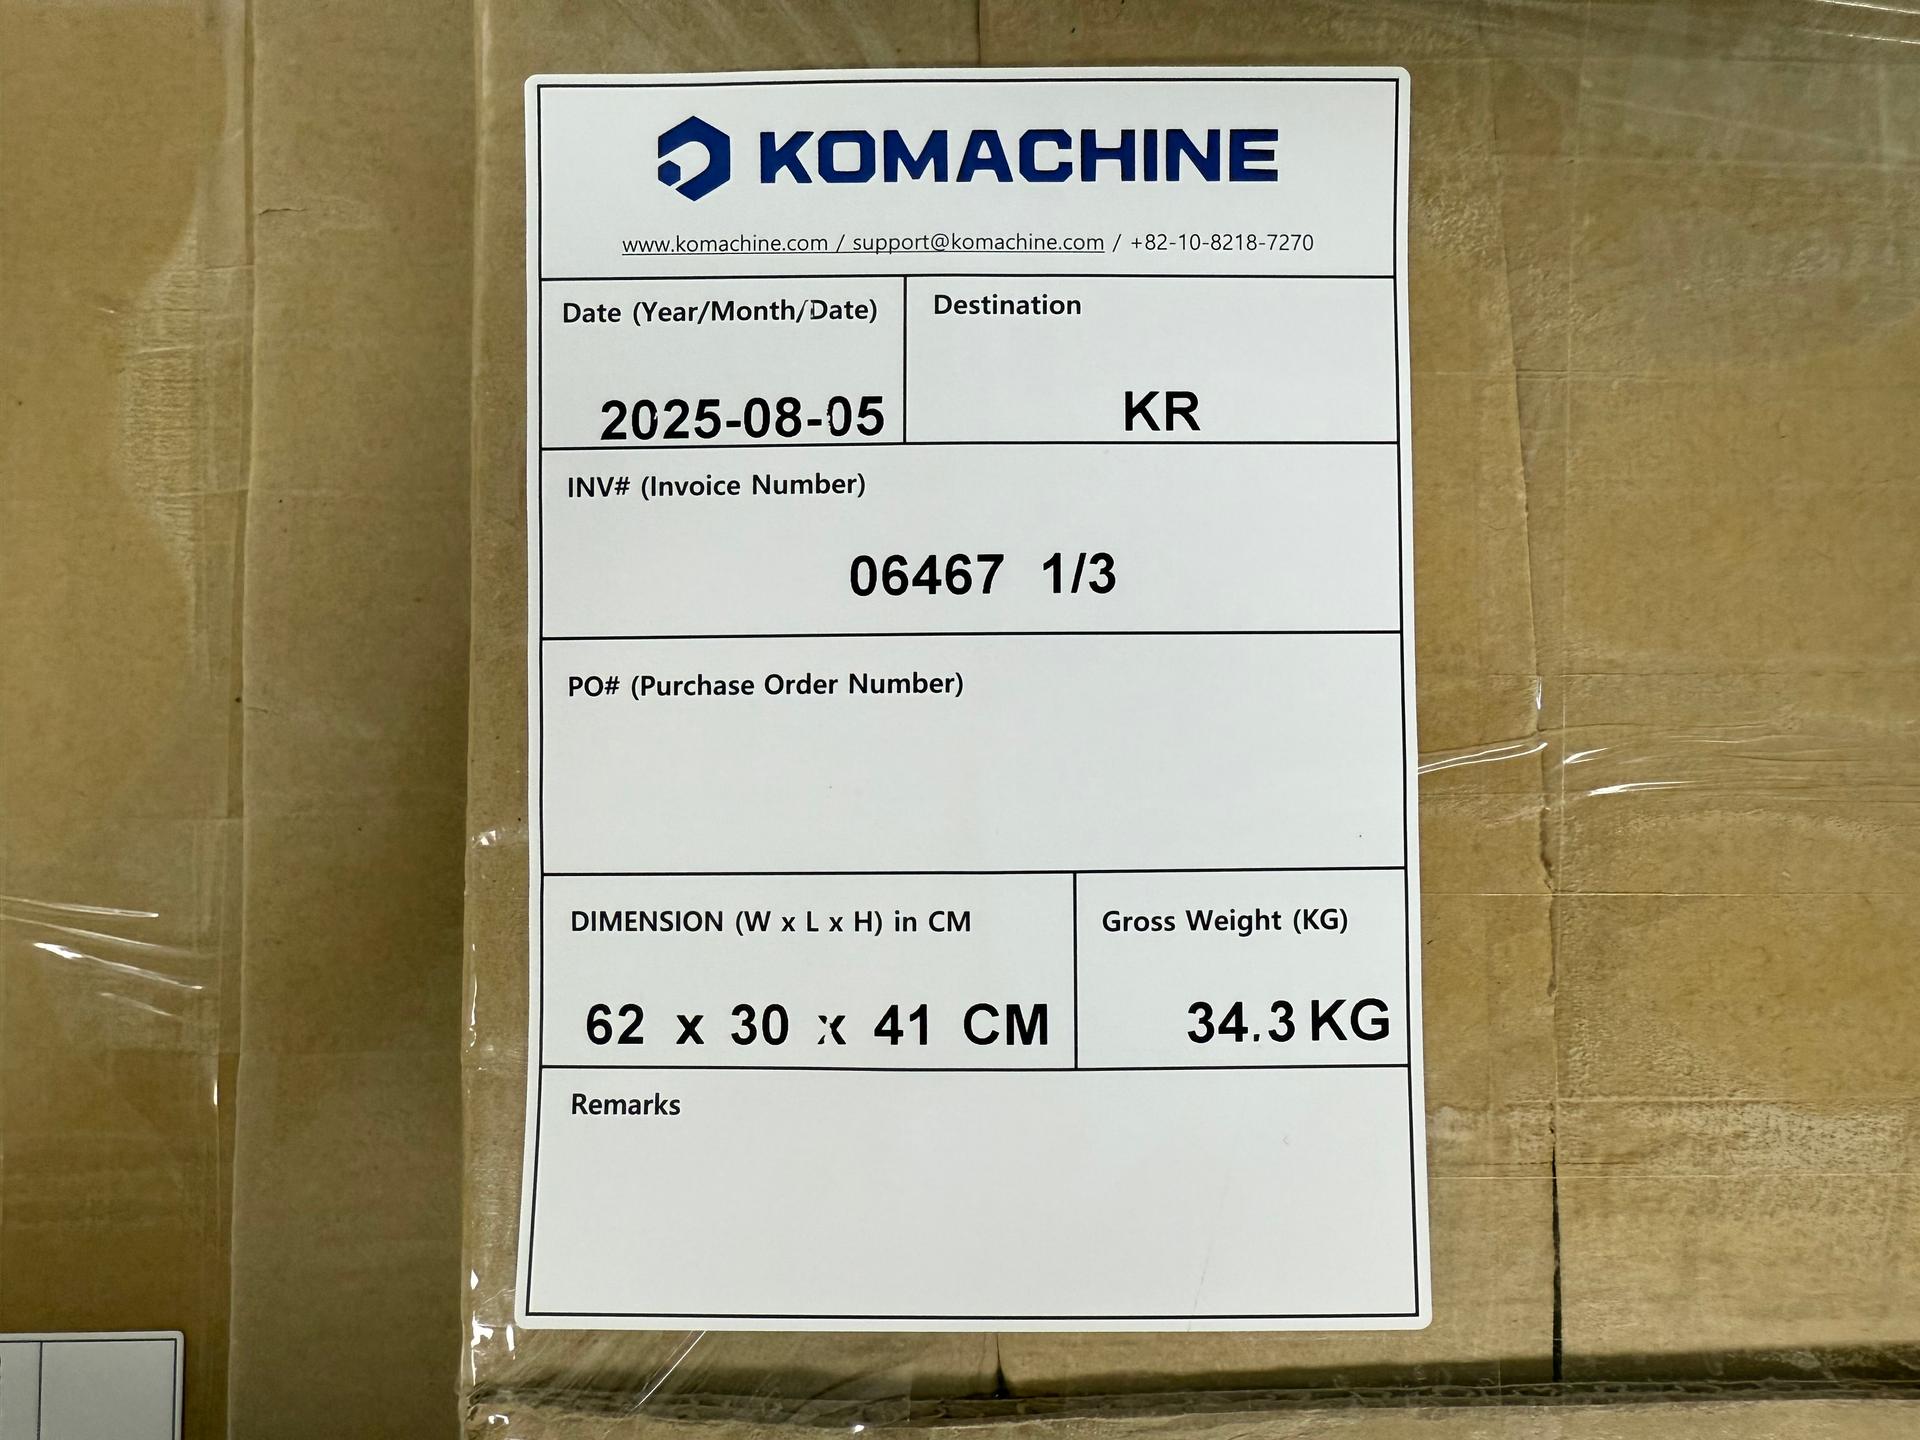 KOMACHINE
www.komachine.com / support@komachine.com / +82-10-8218-7270
Date (Year/Month/Date)
2025-08-05
Destination
KR
INV# (Invoice Number)
06467 1/3
PO# (Purchase Order Number)
DIMENSION (W x L x H) in CM
62 x 30 x 41 CM
Gross Weight (KG)
34.3 KG
Remarks